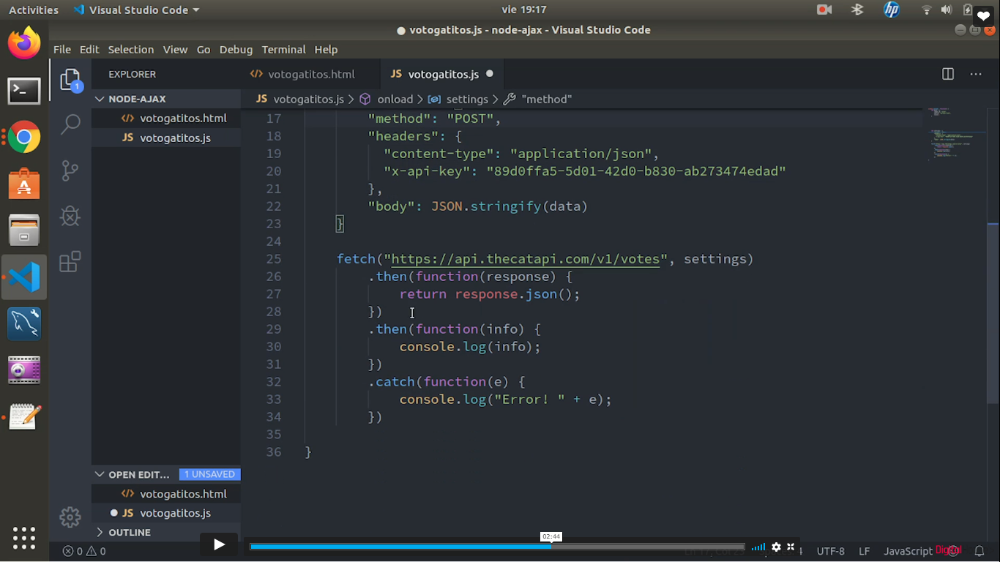 Activities
Visual Studio Code
vie 19:17
hp
votogatitos.js - node-ajax - Visual Studio Code
File Edit Selection View Go Debug Terminal Help
1
EXPLORER
NODE-AJAX
votogatitos.html
JS votogatitos.js
votogatitos.html
JS votogatitos.js
JS votogatitos.js > onload > settings > "method"
17 "method": "POST",
18 "headers": {
19 "content-type": "application/json",
20 "x-api-key": "89d0ffa5-5d01-42d0-b830-ab273474edad"
21 },
22 "body": JSON.stringify(data)
23 }
24
25 fetch("https://api.thecatapi.com/v1/votes", settings)
26 .then(function(response) {
27 return response.json();
28 })
29 .then(function(info) {
30 console.log(info);
31 })
32 .catch(function(e) {
33 console.log("Error! " + e);
34 })
35
36 }
OPEN EDIT... 1 UNSAVED
votogatitos.html
JS votogatitos.js
OUTLINE
0 0
02:44
UTF-8 LF JavaScript